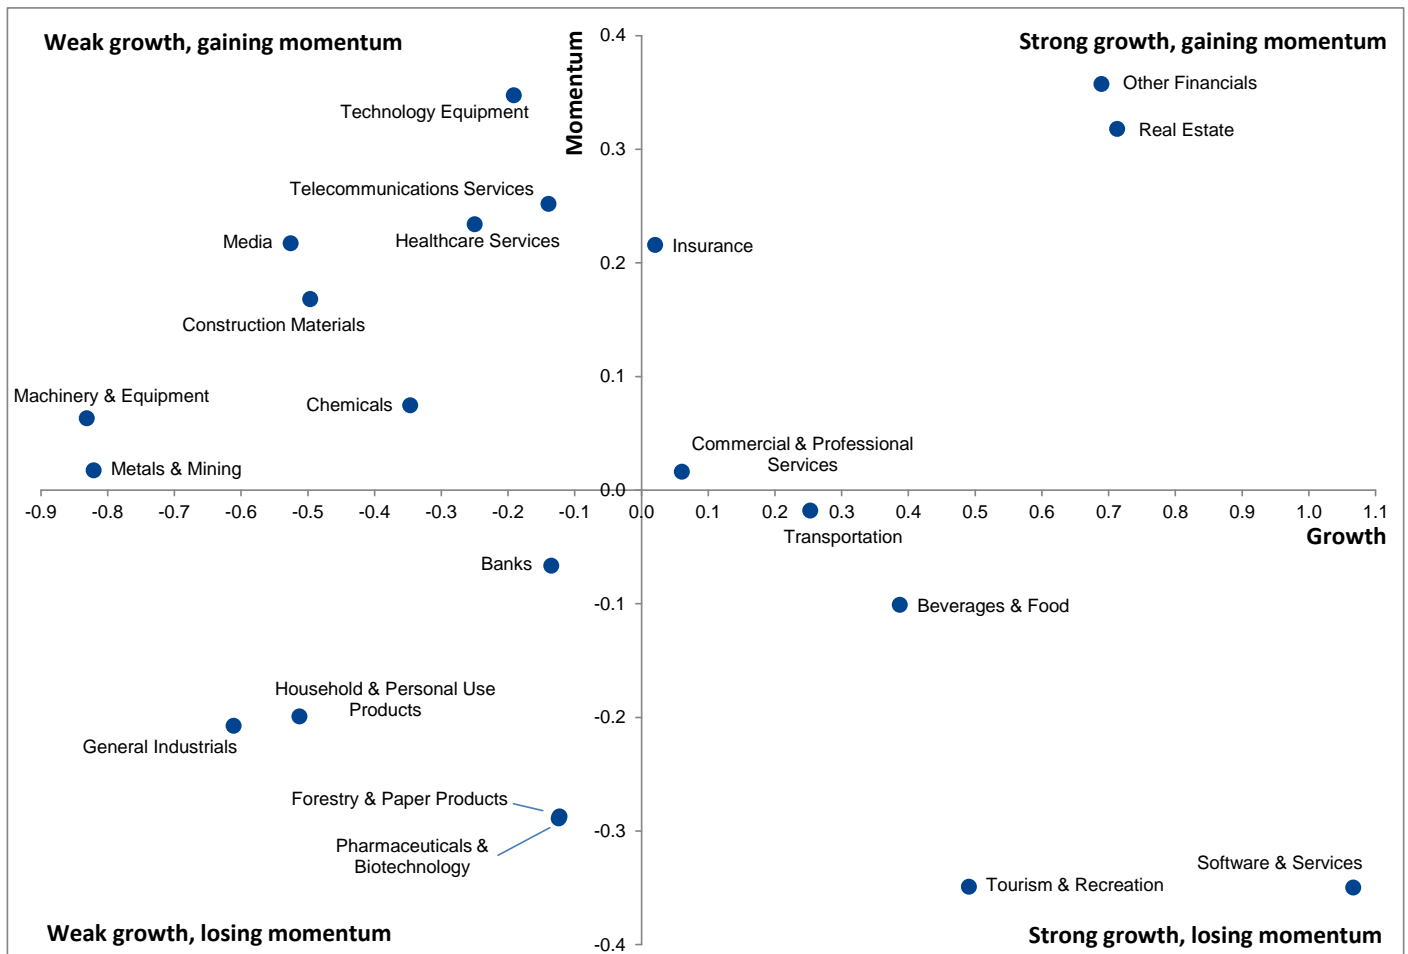 Weak growth, gaining momentum
Strong growth, gaining momentum
Momentum
0.4
Other Financials
Technology Equipment
Real Estate
0.3
Telecommunications Services
Media
Healthcare Services
Insurance
0.2
Construction Materials
0.1
Machinery & Equipment
Chemicals
Commercial & Professional
Services
Metals & Mining
0.0
-0.9 -0.8 -0.7 -0.6 -0.5 -0.4 -0.3 -0.2 -0.1 0.0 0.1 0.2 0.3 0.4 0.5 0.6 0.7 0.8 0.9 1.0 1.1
Transportation
Growth
Banks
-0.1
Beverages & Food
Household & Personal Use
Products
-0.2
General Industrials
Forestry & Paper Products
-0.3
Pharmaceuticals &
Biotechnology
Software & Services
Tourism & Recreation
Weak growth, losing momentum
-0.4
Strong growth, losing momentum